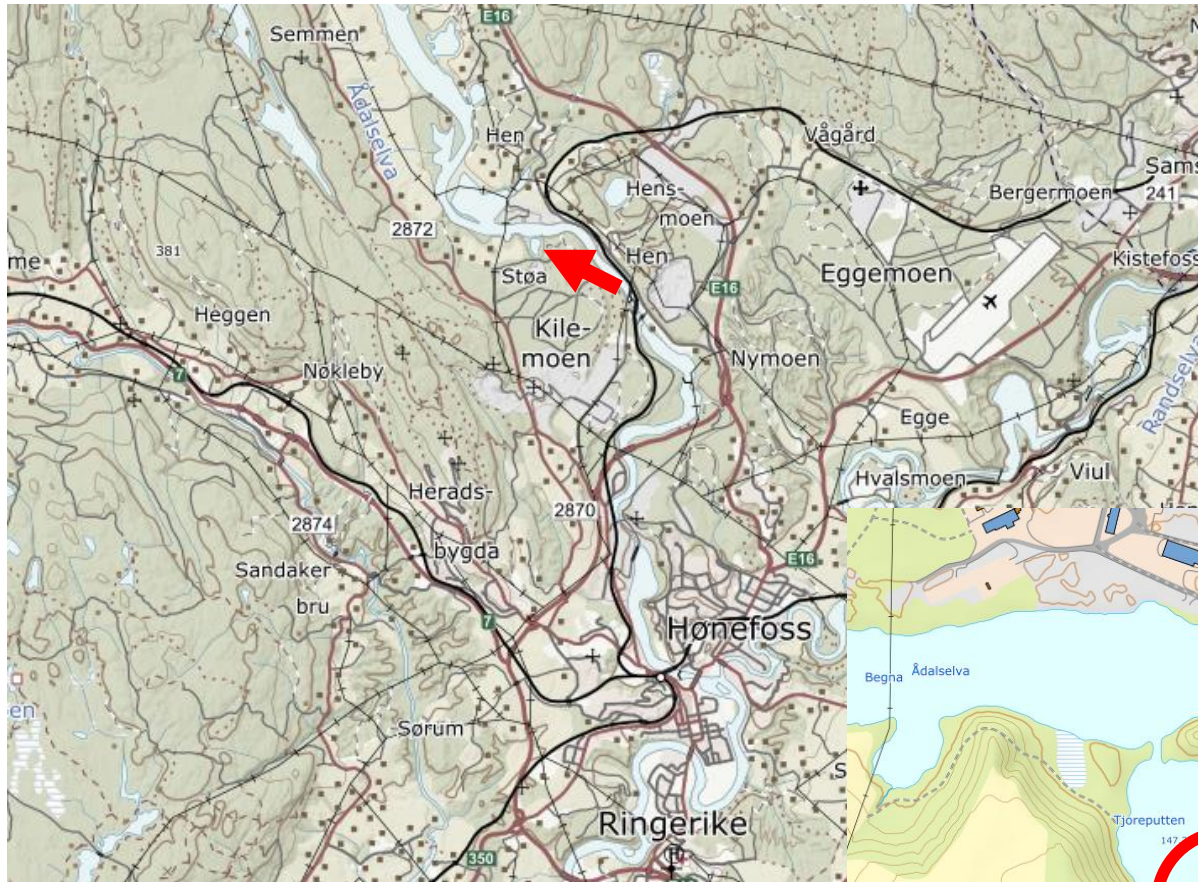 E16
Semmen
Ådalselva
Hen
Vågård
Hens-
moen
Bergermoen
Sams
241
2872
381
Hen
Kistefoss
me
Støa
E16
Eggemoen
Heggen
Kile-
moen
Nymoen
7
Nøkleby
Randselva
Egge
Hvalsmoen
Viul
Herads-
bygda
2870
2874
E16
Sandaker
bru
7
Hønefoss
Begna
Ådalselva
en
Sørum
Ringerike
Tjoreputten
350